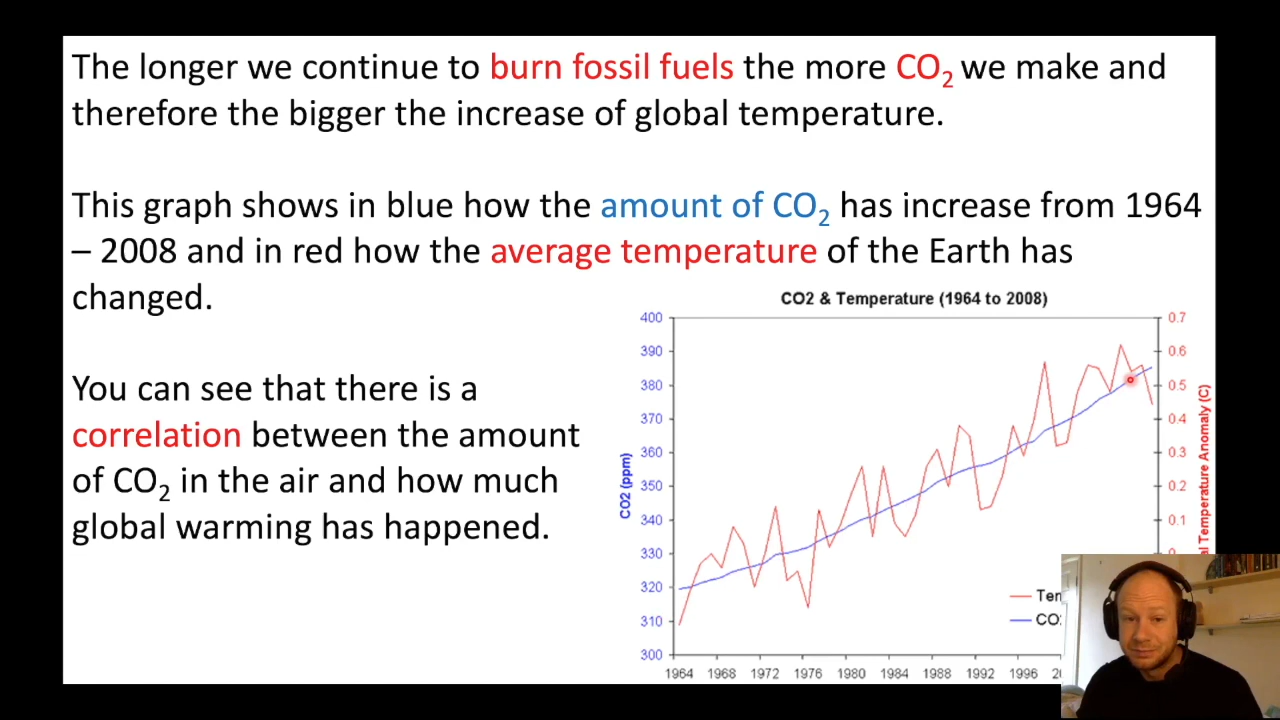 The longer we continue to burn fossil fuels the more CO₂ we make and
therefore the bigger the increase of global temperature.
This graph shows in blue how the amount of CO₂ has increase from 1964
– 2008 and in red how the average temperature of the Earth has
changed.
You can see that there is a
correlation between the amount
of CO₂ in the air and how much
global warming has happened.
CO2 & Temperature (1964 to 2008)
400
390
380
370
360
350
340
330
320
310
300
CO2 (ppm)
0.7
0.6
0.5
0.4
0.3
0.2
0.1
Temperature Anomaly (C)
1964 1968 1972 1976 1980 1984 1988 1992 1996